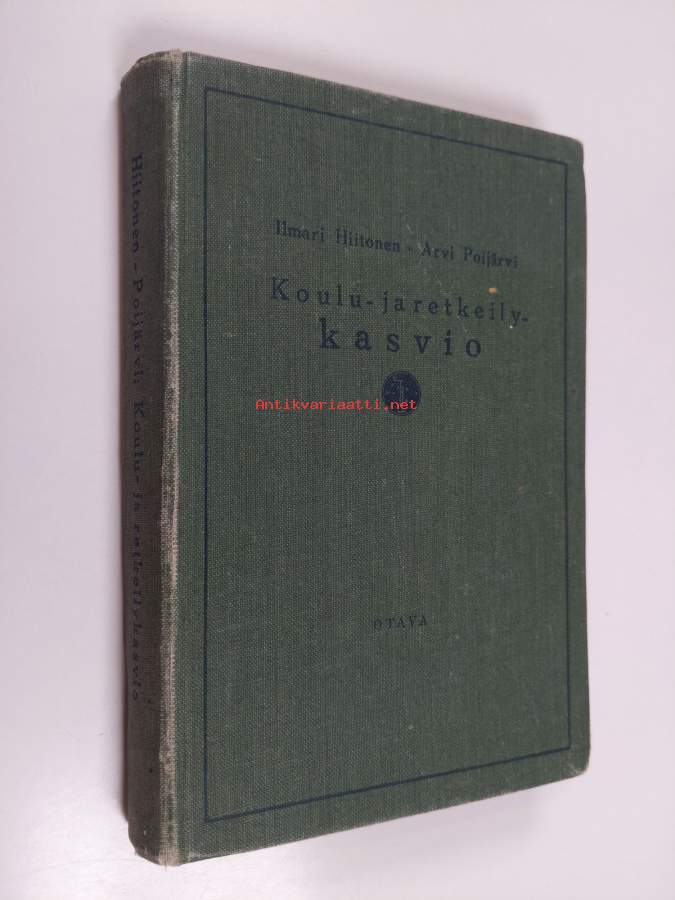 Hiitonen - Poijärvi: Koulu- ja retkeilykasvio
Ilmari Hiitonen - Arvi Poijärvi
Koulu- ja retkeily-
kasvio
Antikvariaatti.net
OTAVA